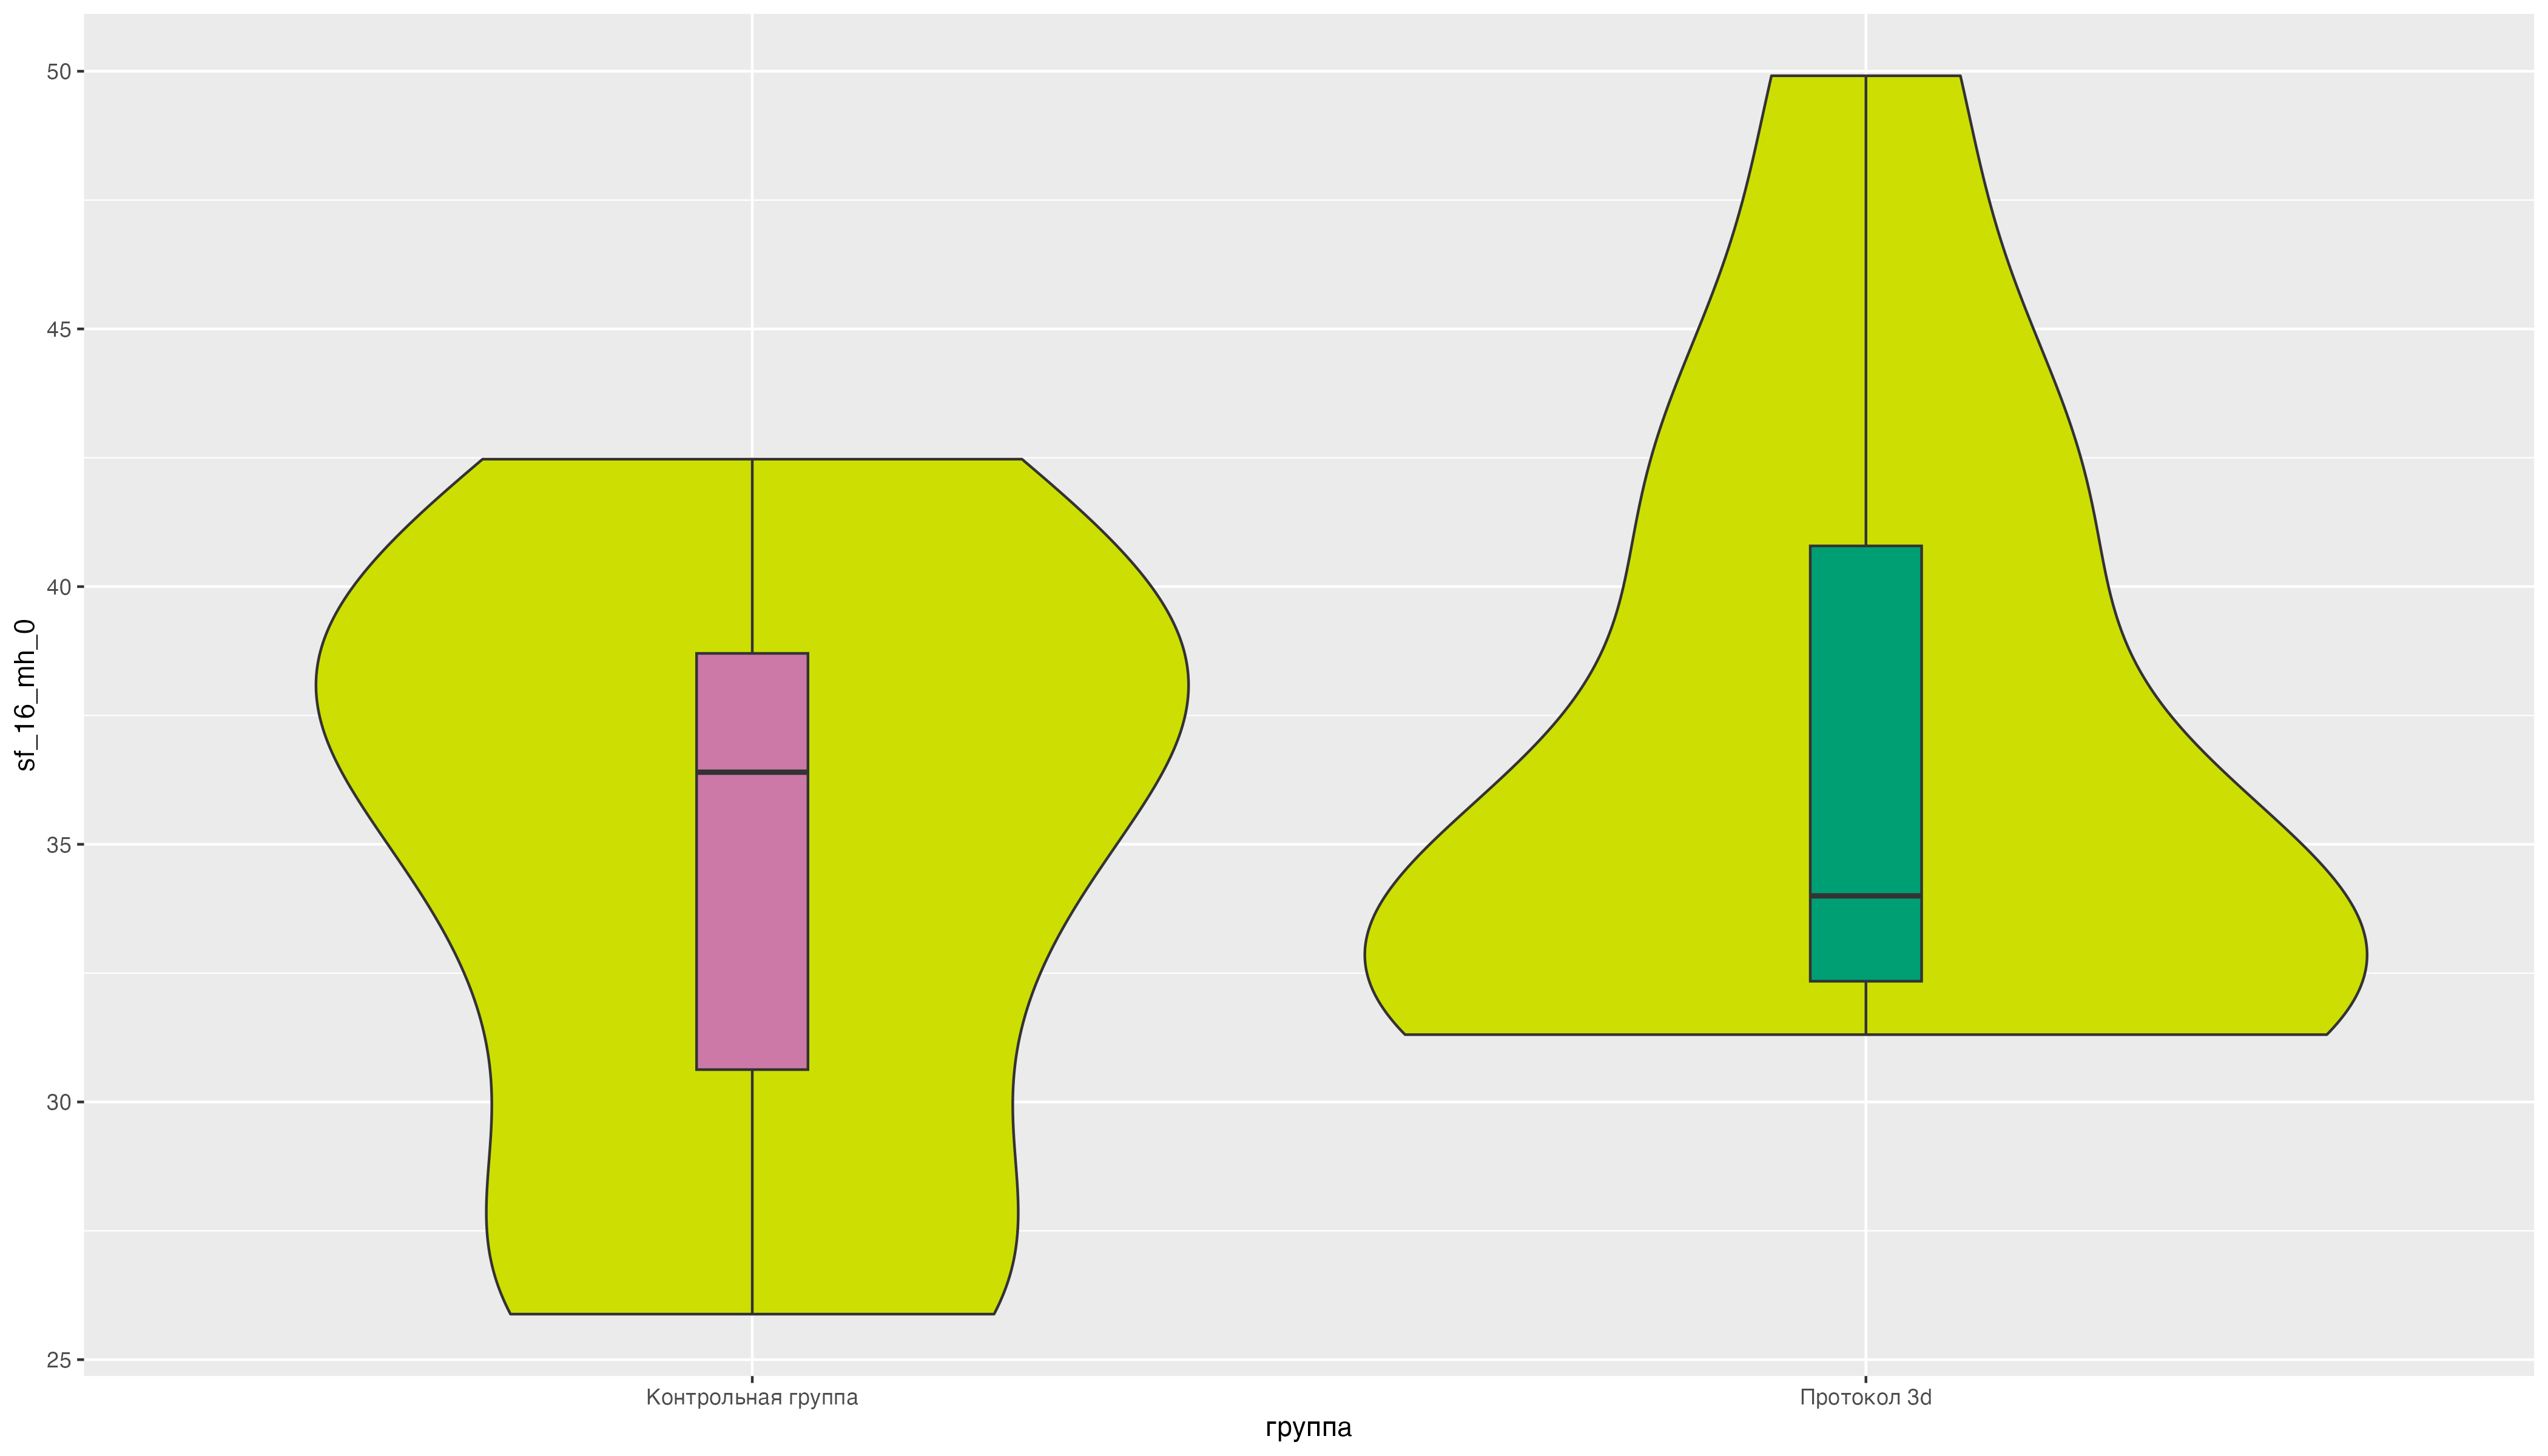 50
45
40
35
30
25
sf_16_mh_0
Контрольная группа
Протокол 3d
группа